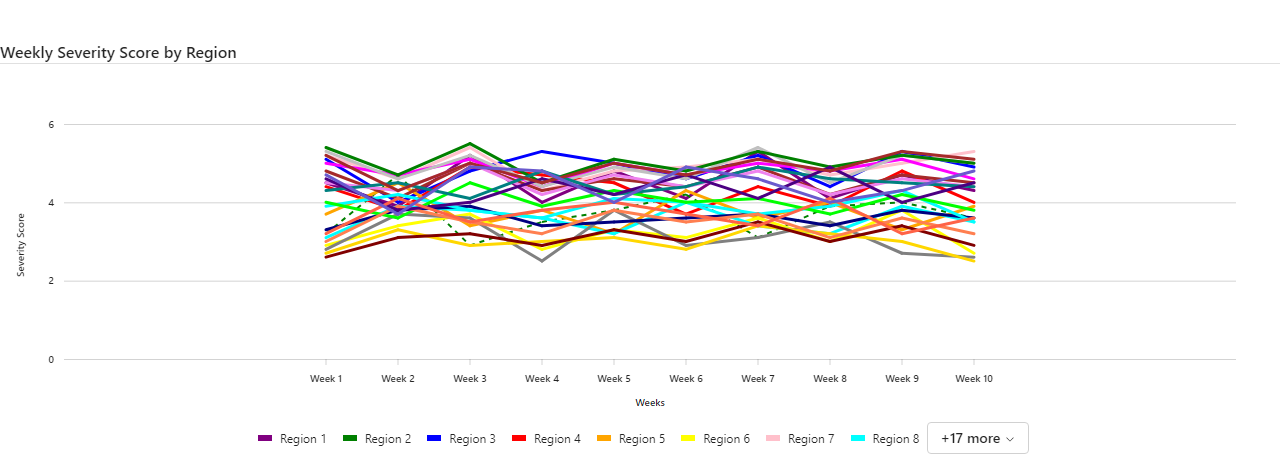 Weekly Severity Score by Region
6
4
2
0
Severity Score
Week 1 Week 2 Week 3 Week 4 Week 5 Week 6 Week 7 Week 8 Week 9 Week 10
Weeks
Region 1 Region 2 Region 3 Region 4 Region 5 Region 6 Region 7 Region 8 +17 more